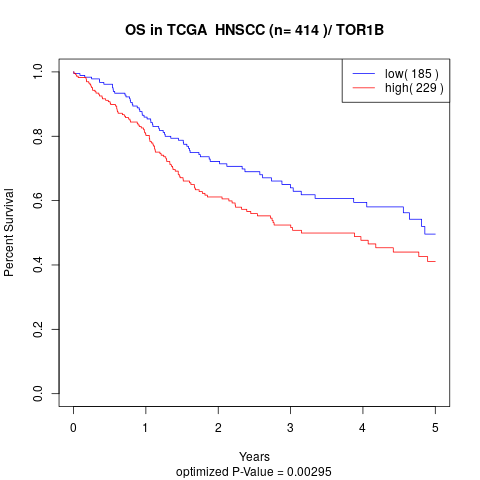 OS in TCGA  HNSCC (n= 414 )/ TOR1B
low( 185 )
high( 229 )
Percent Survival
1.0
0.8
0.6
0.4
0.2
0.0
0 1 2 3 4 5
Years
optimized P-Value = 0.00295